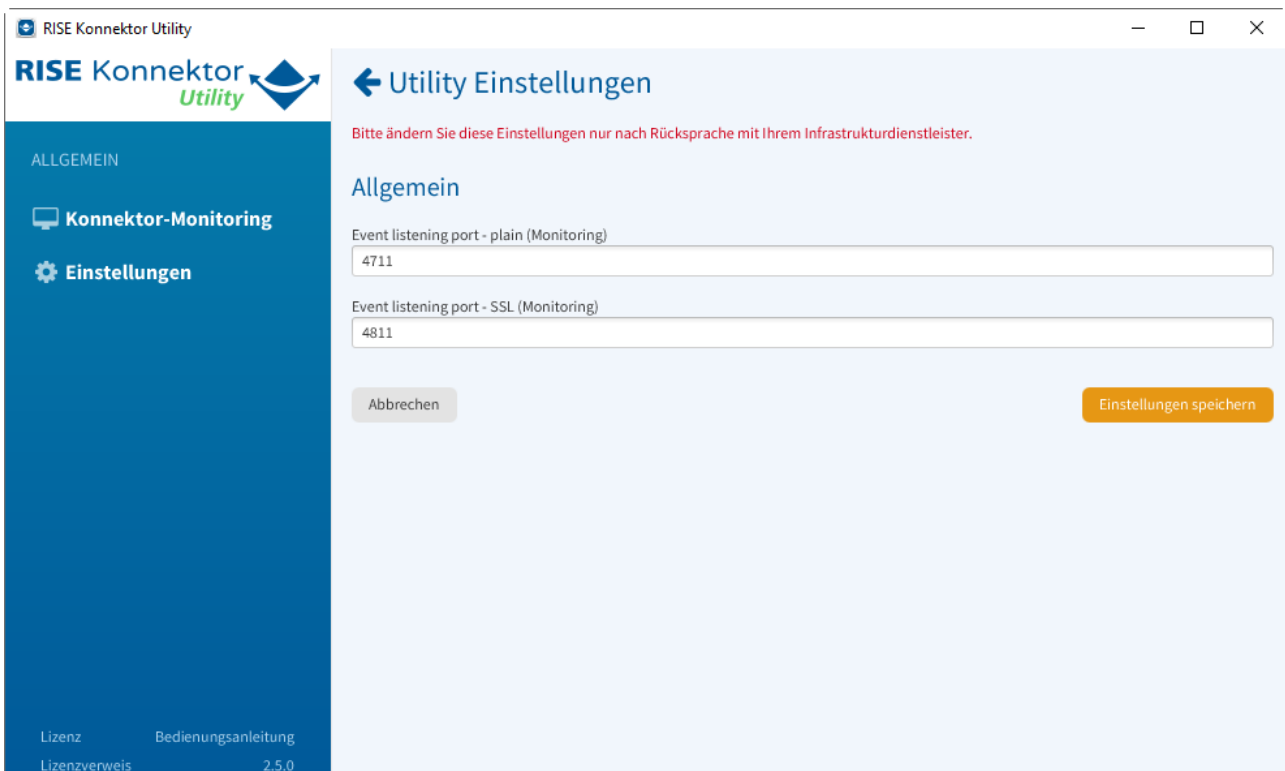 RISE Konnektor Utility
RISE Konnektor
Utility
ALLGEMEIN
Konnektor-Monitoring
Einstellungen
Lizenz Bedienungsanleitung
Lizenzverweis 2.5.0
Utility Einstellungen
Bitte ändern Sie diese Einstellungen nur nach Rücksprache mit Ihrem Infrastrukturdienstleister.
Allgemein
Event listening port - plain (Monitoring)
4711
Event listening port - SSL (Monitoring)
4811
Abbrechen Einstellungen speichern